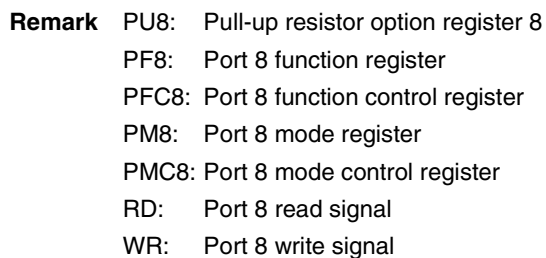 Remark PU8: Pull-up resistor option register 8
PF8: Port 8 function register
PFC8: Port 8 function control register
PM8: Port 8 mode register
PMC8: Port 8 mode control register
RD: Port 8 read signal
WR: Port 8 write signal